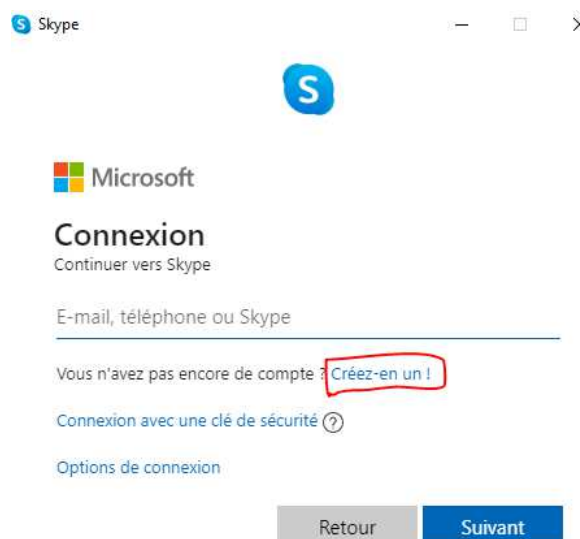 Skype
S
Microsoft
Connexion
Continuer vers Skype
E-mail, téléphone ou Skype
Vous n'avez pas encore de compte ? Créez-en un !
Connexion avec une clé de sécurité ?
Options de connexion
Retour Suivant